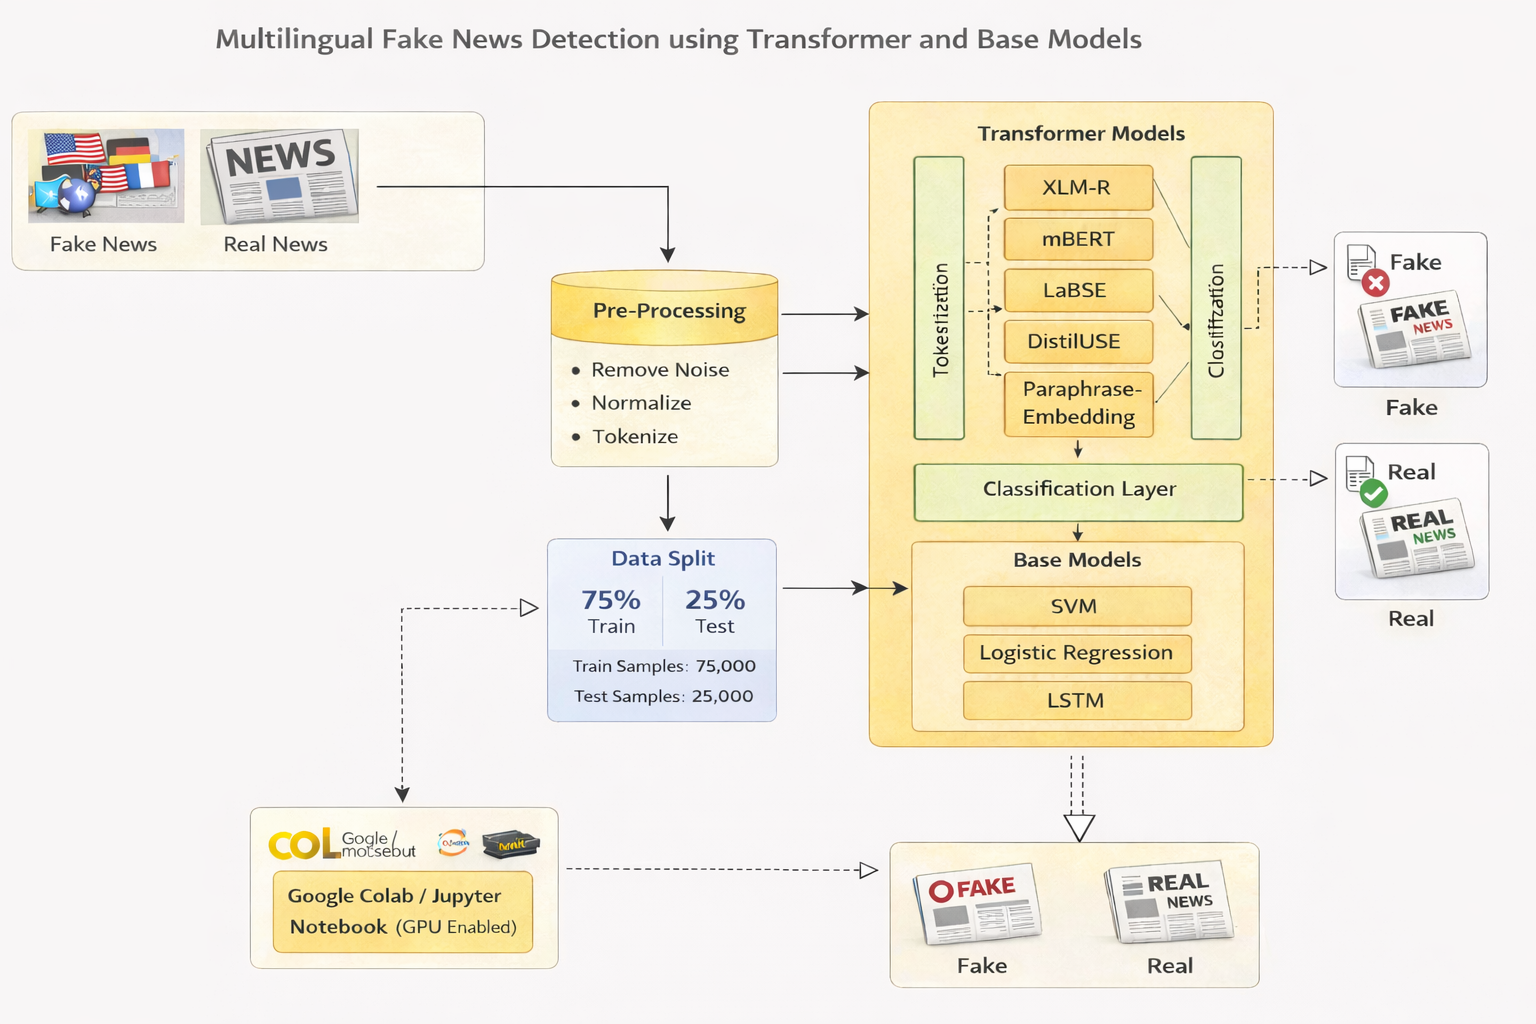 Multilingual Fake News Detection using Transformer and Base Models
NEWS
Fake News
Real News
Pre-Processing
• Remove Noise
• Normalize
• Tokenize
Data Split
75% 25%
Train Test
Train Samples: 75,000
Test Samples: 25,000
COL Gogle /
Google Colab / Jupyter
Notebook (GPU Enabled)
Transformer Models
XLM-R
mBERT
LaBSE
DistilUSE
Paraphrase-
Embedding
Classification Layer
Base Models
SVM
Logistic Regression
LSTM
Fake
FAKE
NEWS
Fake
Real
REAL
NEWS
Real
FAKE
Fake
REAL
NEWS
Real